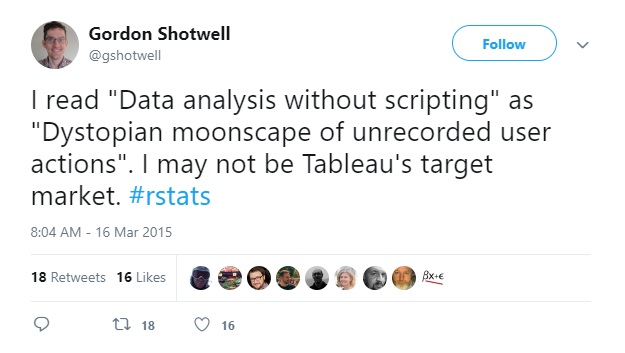 Gordon Shotwell
@gshotwell
Follow
I read "Data analysis without scripting" as
"Dystopian moonscape of unrecorded user
actions". I may not be Tableau's target
market. #rstats
8:04 AM - 16 Mar 2015
18 Retweets 16 Likes
βx+ε
18
16